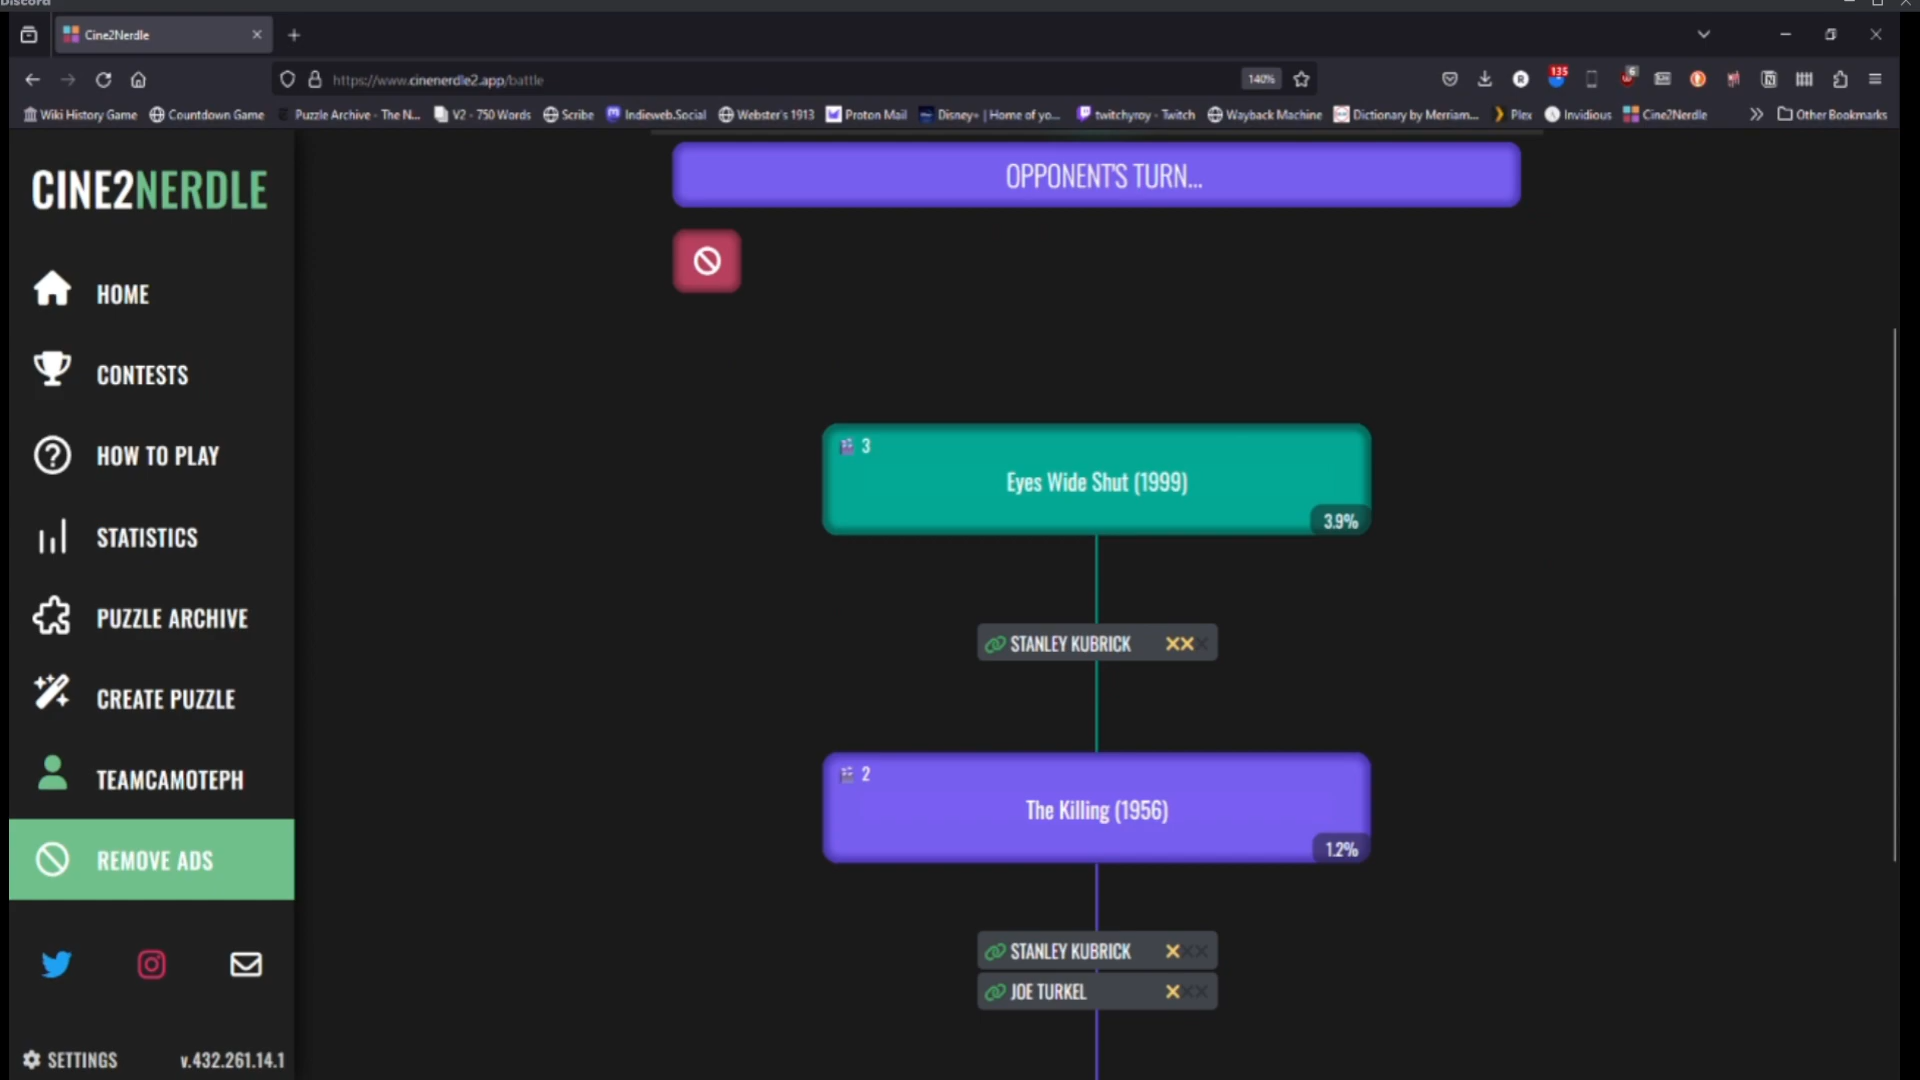 Discord
Cine2Nerdle
https://www.cinenerdle2.app/battle
140%
135
6
Wiki History Game
Countdown Game
Puzzle Archive - The N...
V2 - 750 Words
Scribe
Indieweb.Social
Webster's 1913
Proton Mail
Disney+ | Home of yo...
twitchyroy - Twitch
Wayback Machine
Dictionary by Merriam...
Plex
Invidious
Cine2Nerdle
Other Bookmarks
CINE2NERDLE
HOME
CONTESTS
HOW TO PLAY
STATISTICS
PUZZLE ARCHIVE
CREATE PUZZLE
TEAMCAMOTEPH
REMOVE ADS
SETTINGS
v.432.261.14.1
OPPONENT'S TURN...
3
Eyes Wide Shut (1999)
3.9%
STANLEY KUBRICK
2
The Killing (1956)
1.2%
STANLEY KUBRICK
JOE TURKEL